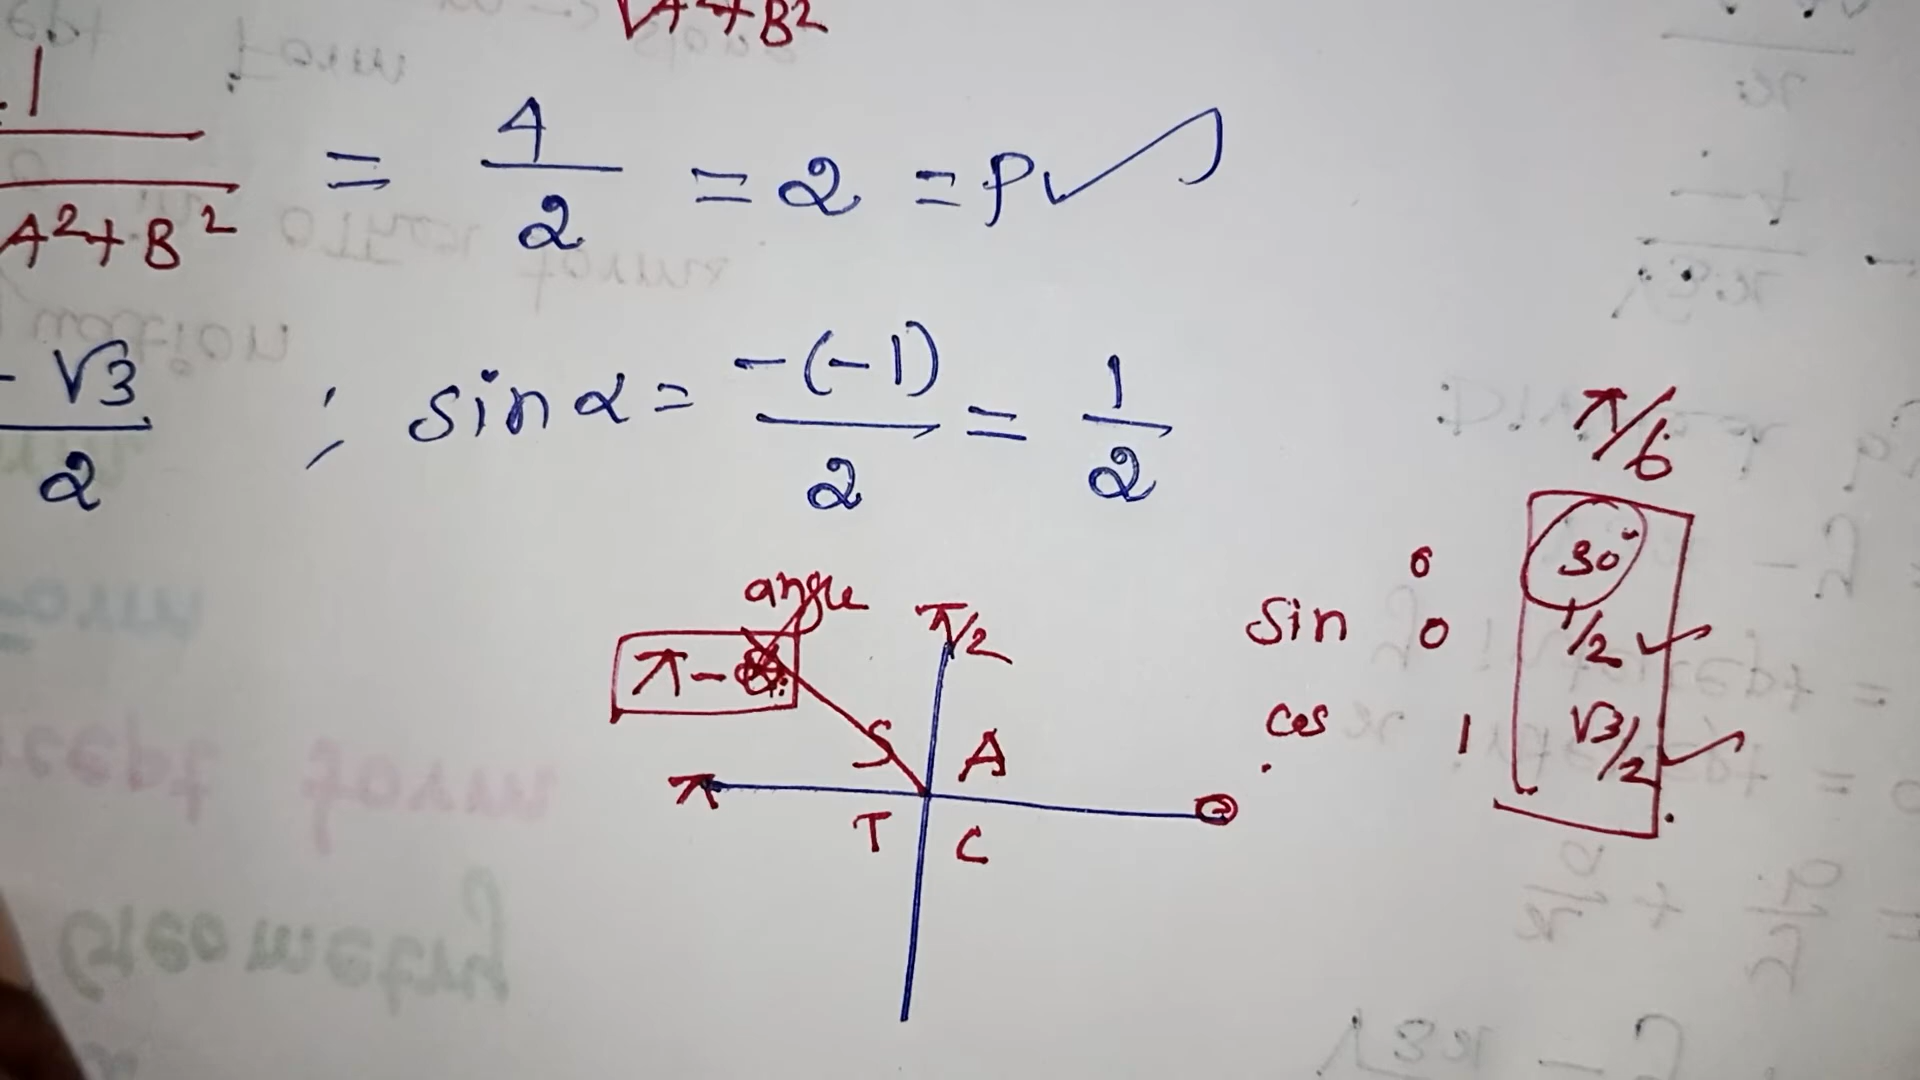 √A²+B²
.1
A²+B² = 4/2 = 2 = P ✓
-√3/2 ; sin α = -(-1)/2 = 1/2
π/6
0 30°
sin 0 1/2 ✓
cos 1 √3/2 ✓
angle
π/2
π-
S A
π
T C